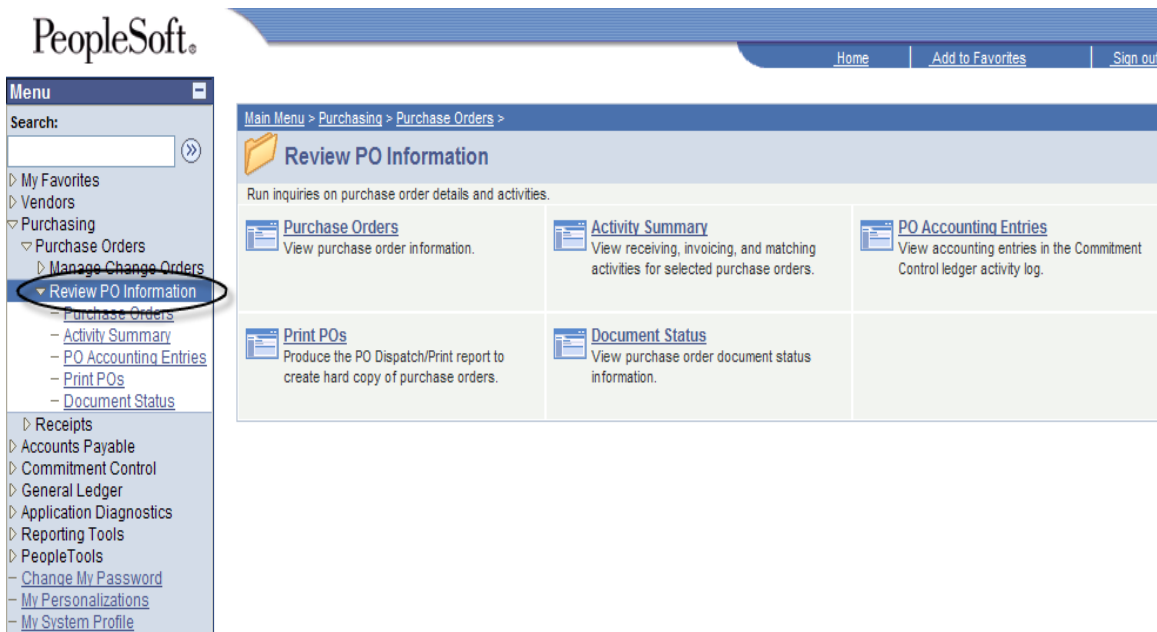 PeopleSoft®
Home
Add to Favorites
Sign out
Menu
Search:
My Favorites
Vendors
Purchasing
Purchase Orders
Manage Change Orders
Review PO Information
– Purchase Orders
– Activity Summary
– PO Accounting Entries
– Print POs
– Document Status
Receipts
Accounts Payable
Commitment Control
General Ledger
Application Diagnostics
Reporting Tools
PeopleTools
– Change My Password
– My Personalizations
– My System Profile
Main Menu > Purchasing > Purchase Orders >
Review PO Information
Run inquiries on purchase order details and activities.
Purchase Orders
View purchase order information.
Activity Summary
View receiving, invoicing, and matching
activities for selected purchase orders.
PO Accounting Entries
View accounting entries in the Commitment
Control ledger activity log.
Print POs
Produce the PO Dispatch/Print report to
create hard copy of purchase orders.
Document Status
View purchase order document status
information.